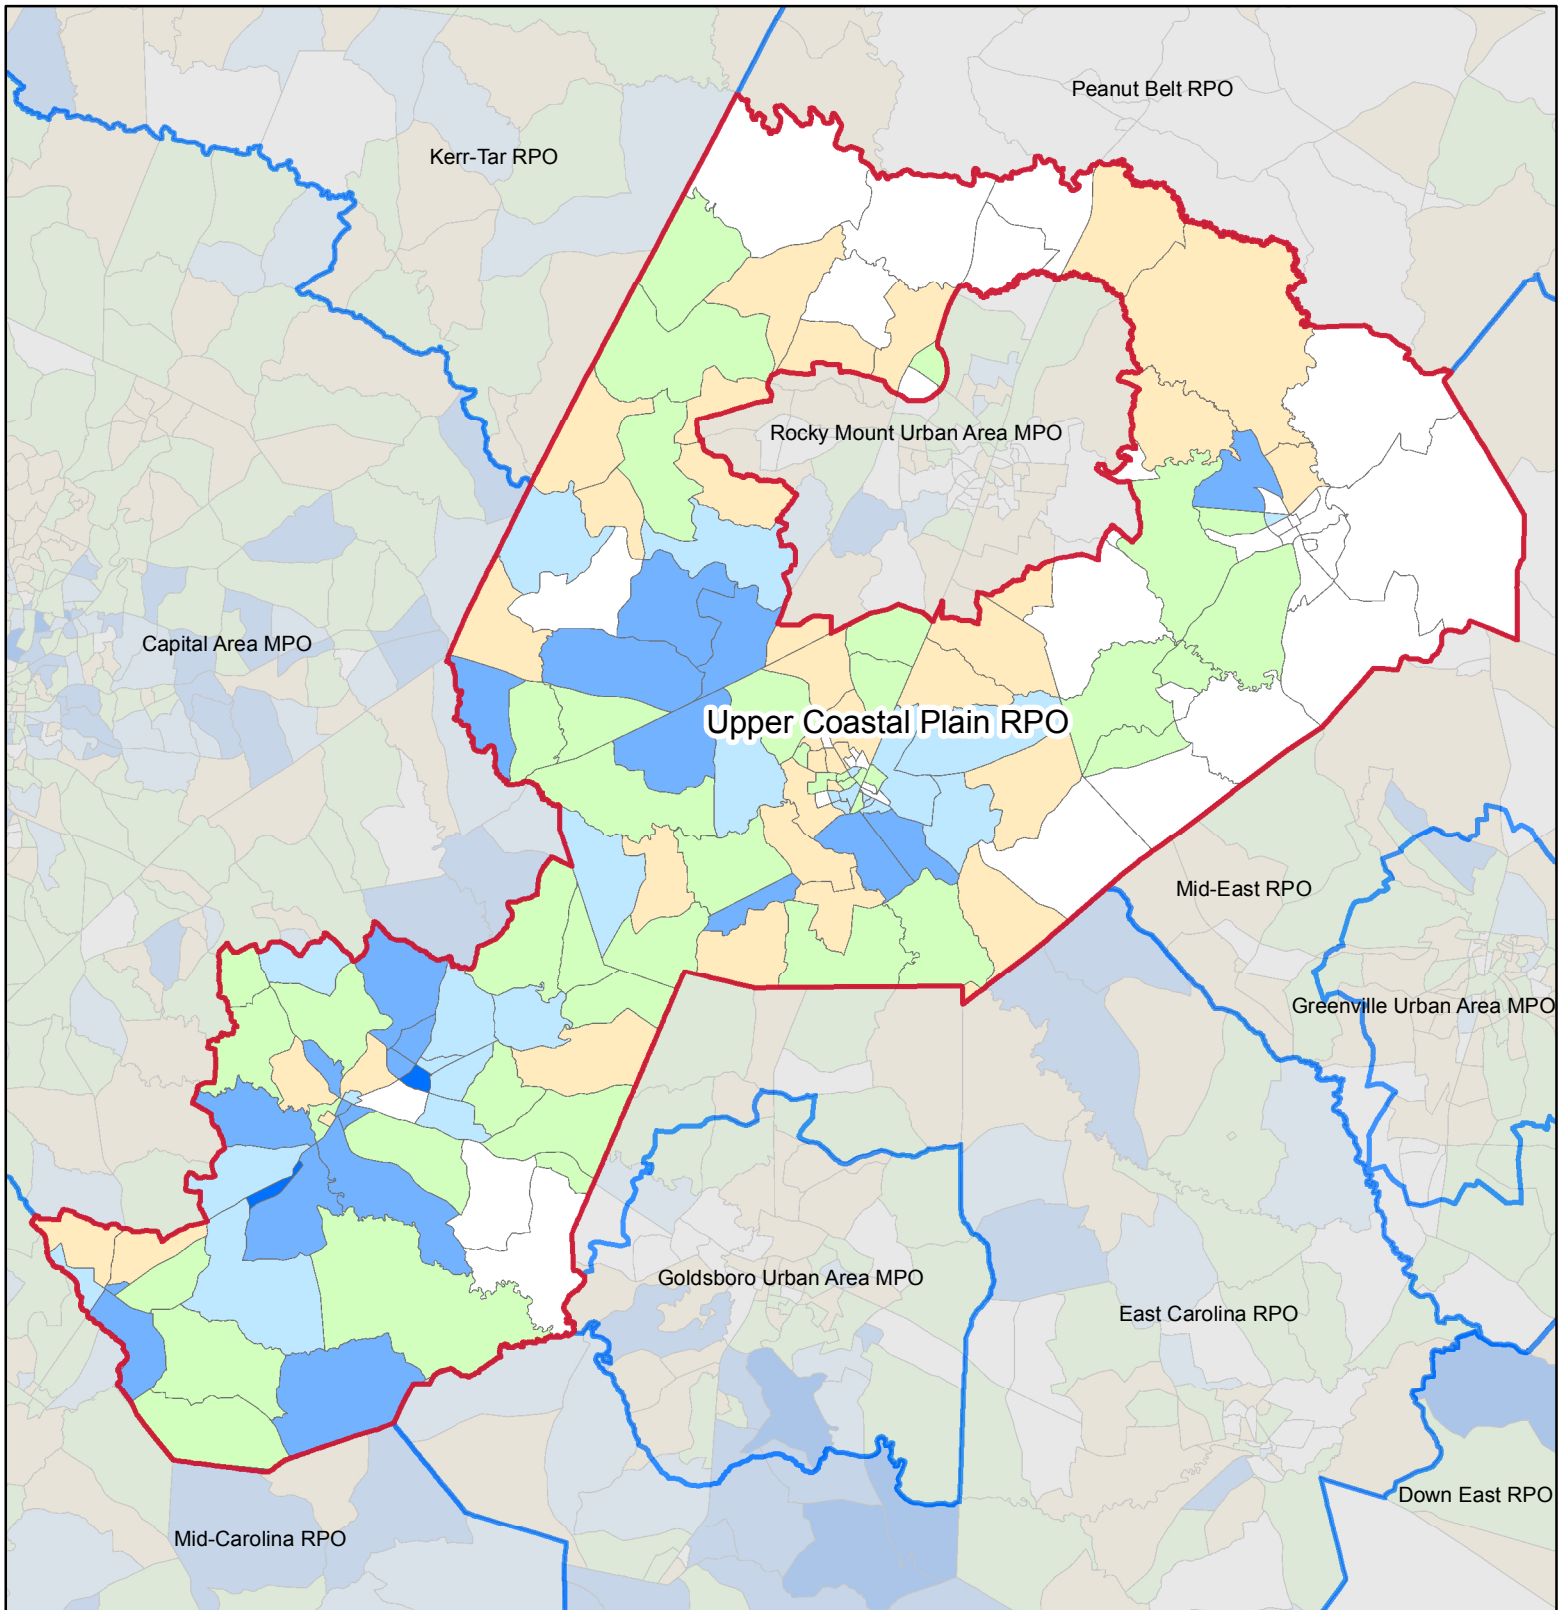 Peanut Belt RPO
Kerr-Tar RPO
Rocky Mount Urban Area MPO
Capital Area MPO
Upper Coastal Plain RPO
Mid-East RPO
Greenville Urban Area MPO
Goldsboro Urban Area MPO
East Carolina RPO
Down East RPO
Mid-Carolina RPO